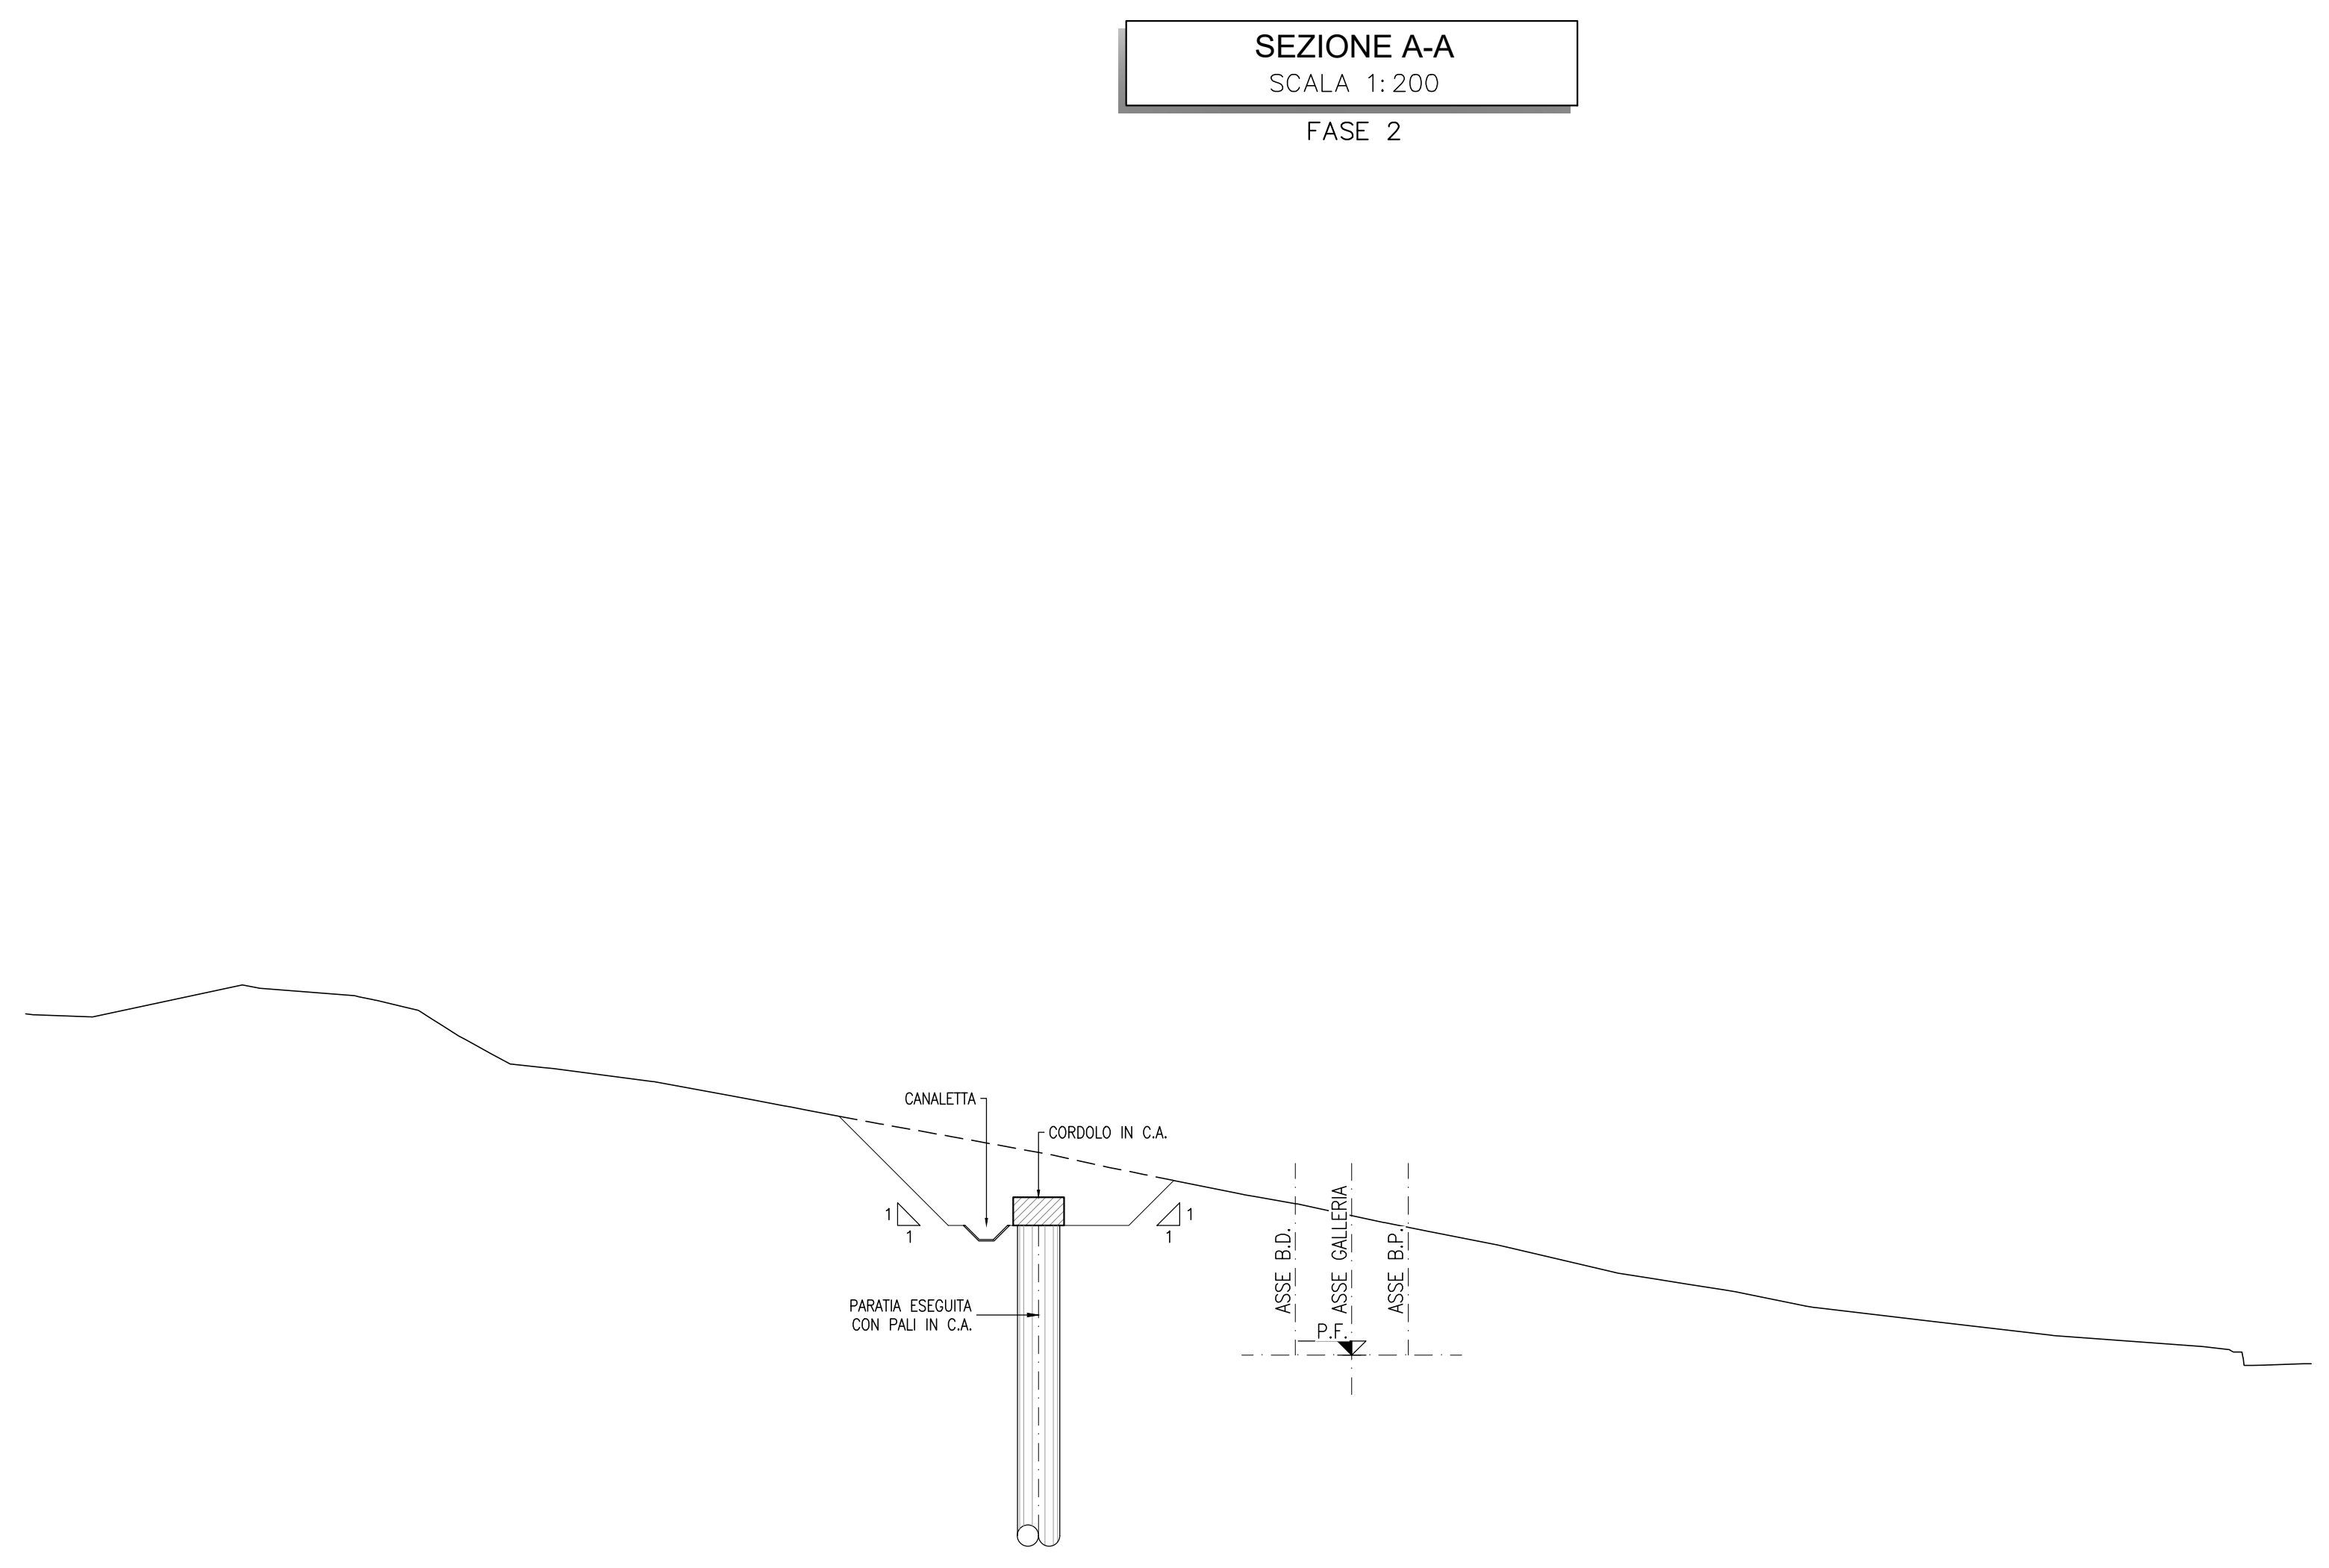 SEZIONE A-A
SCALA 1:200
FASE 2
CANALETTA
CORDOLO IN C.A.
1
1
1
1
ASSE B.D.
ASSE GALLERIA
ASSE B.P.
PARATIA ESEGUITA
CON PALI IN C.A.
P.F.